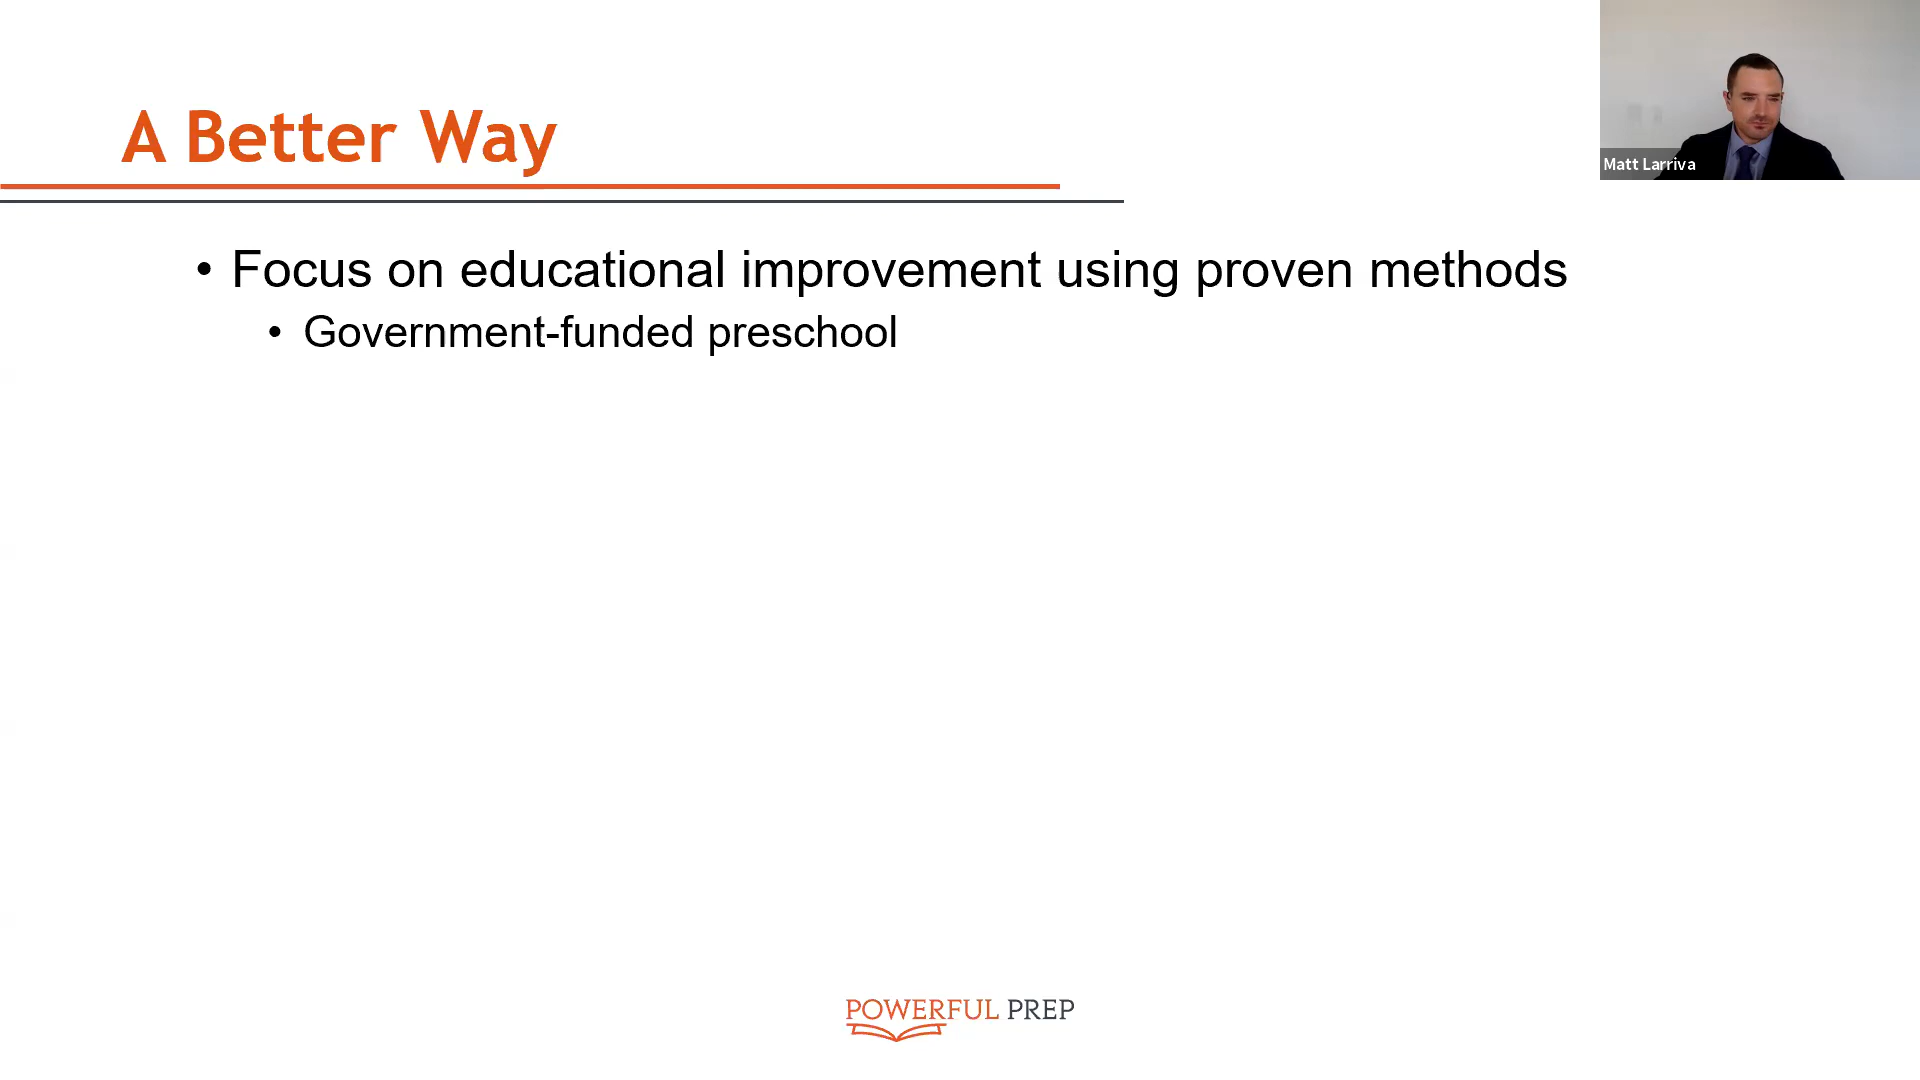 A Better Way
Matt Larriva
• Focus on educational improvement using proven methods
• Government-funded preschool
POWERFUL PREP